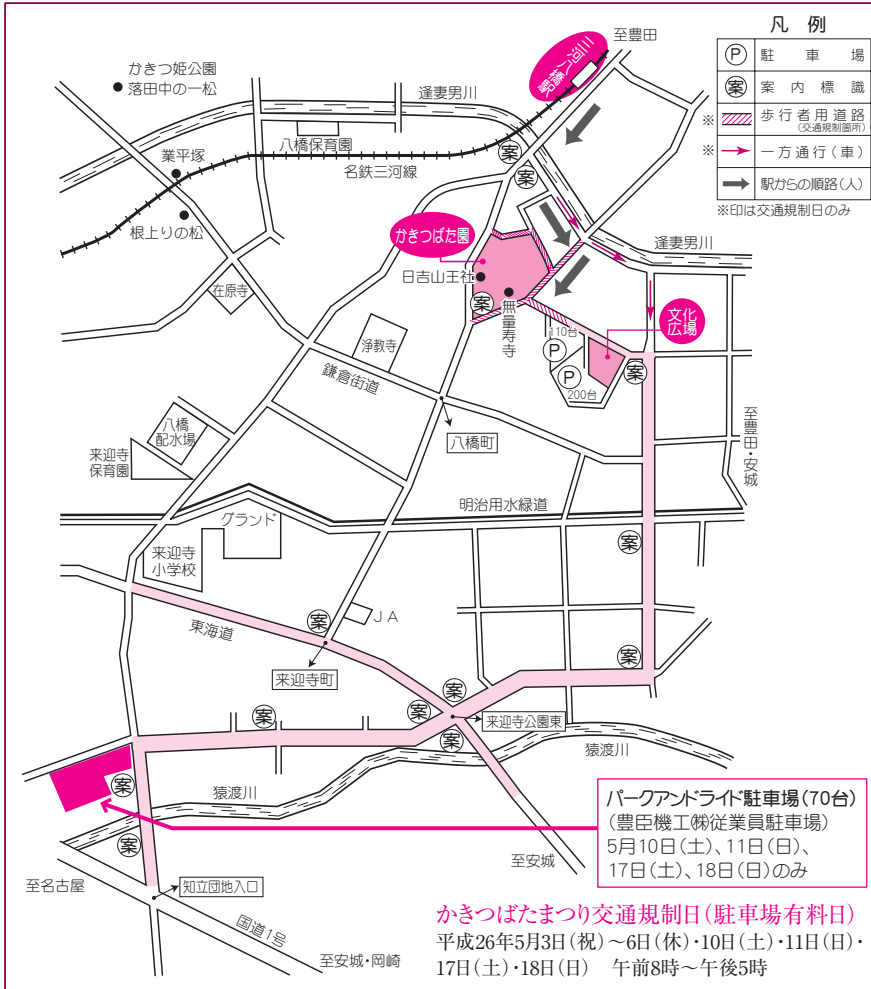 至豊田
三河八橋駅
凡 例
P 駐車場
案 案内標識
※ 歩行者用道路
(交通規制箇所)
※ 一方通行(車)
駅からの順路(人)
※印は交通規制日のみ
かきつ姫公園
落田中の一松
逢妻男川
八橋保育園
業平塚
名鉄三河線
案
案
根上りの松
かきつばた園
逢妻男川
日吉山王社
在原寺
案
無量寿寺
文化
広場
110台
浄教寺
P
P
案
200台
鎌倉街道
八橋町
至豊田・安城
八橋
配水場
来迎寺
保育園
明治用水緑道
グランド
案
来迎寺
小学校
JA
東海道
案
案
来迎寺町
案
案
案
来迎寺公園東
案
猿渡川
案
猿渡川
パークアンドライド駐車場(70台)
(豊臣機工㈱従業員駐車場)
5月10日(土)、11日(日)、
17日(土)、18日(日)のみ
案
至安城
至名古屋
知立団地入口
国道1号
至安城・岡崎
かきつばたまつり交通規制日(駐車場有料日)
平成26年5月3日(祝)〜6日(休)・10日(土)・11日(日)・
17日(土)・18日(日) 午前8時〜午後5時